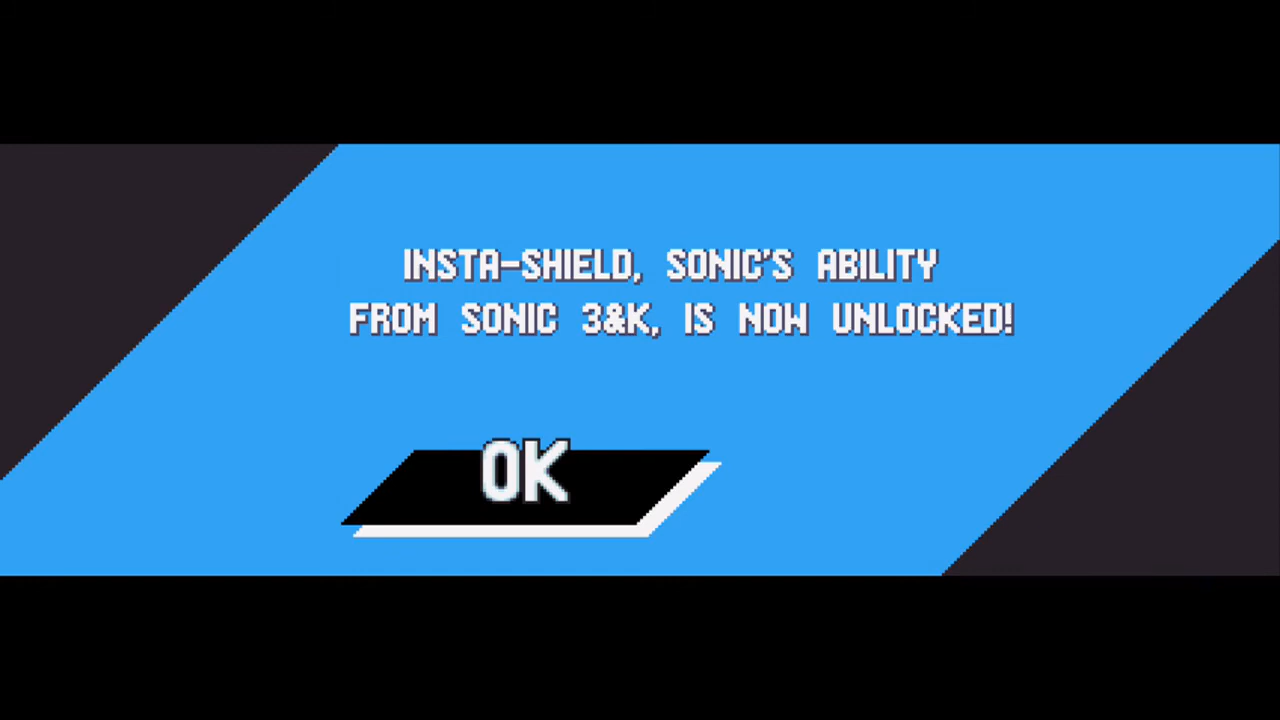 INSTA-SHIELD, SONIC'S ABILITY
FROM SONIC 3&K, IS NOW UNLOCKED!
OK